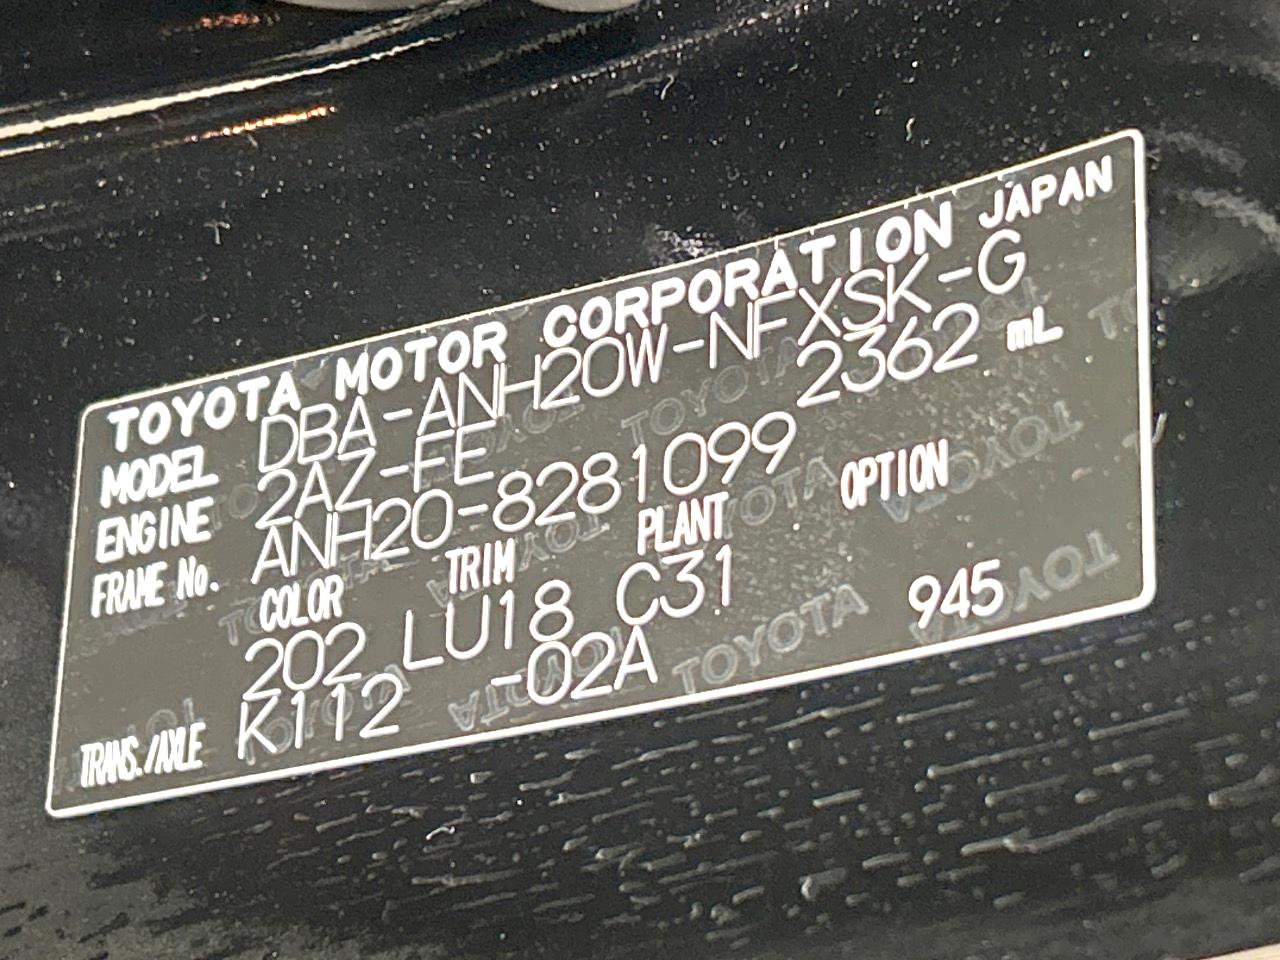 TOYOTA MOTOR CORPORATION JAPAN
MODEL DBA-ANH20W-NFXSK-G
ENGINE 2AZ-FE 2362 mL
FRAME No. ANH20-8281099
COLOR TRIM PLANT OPTION
202 LU18 C31 945
TRANS./AXLE K112 -02A